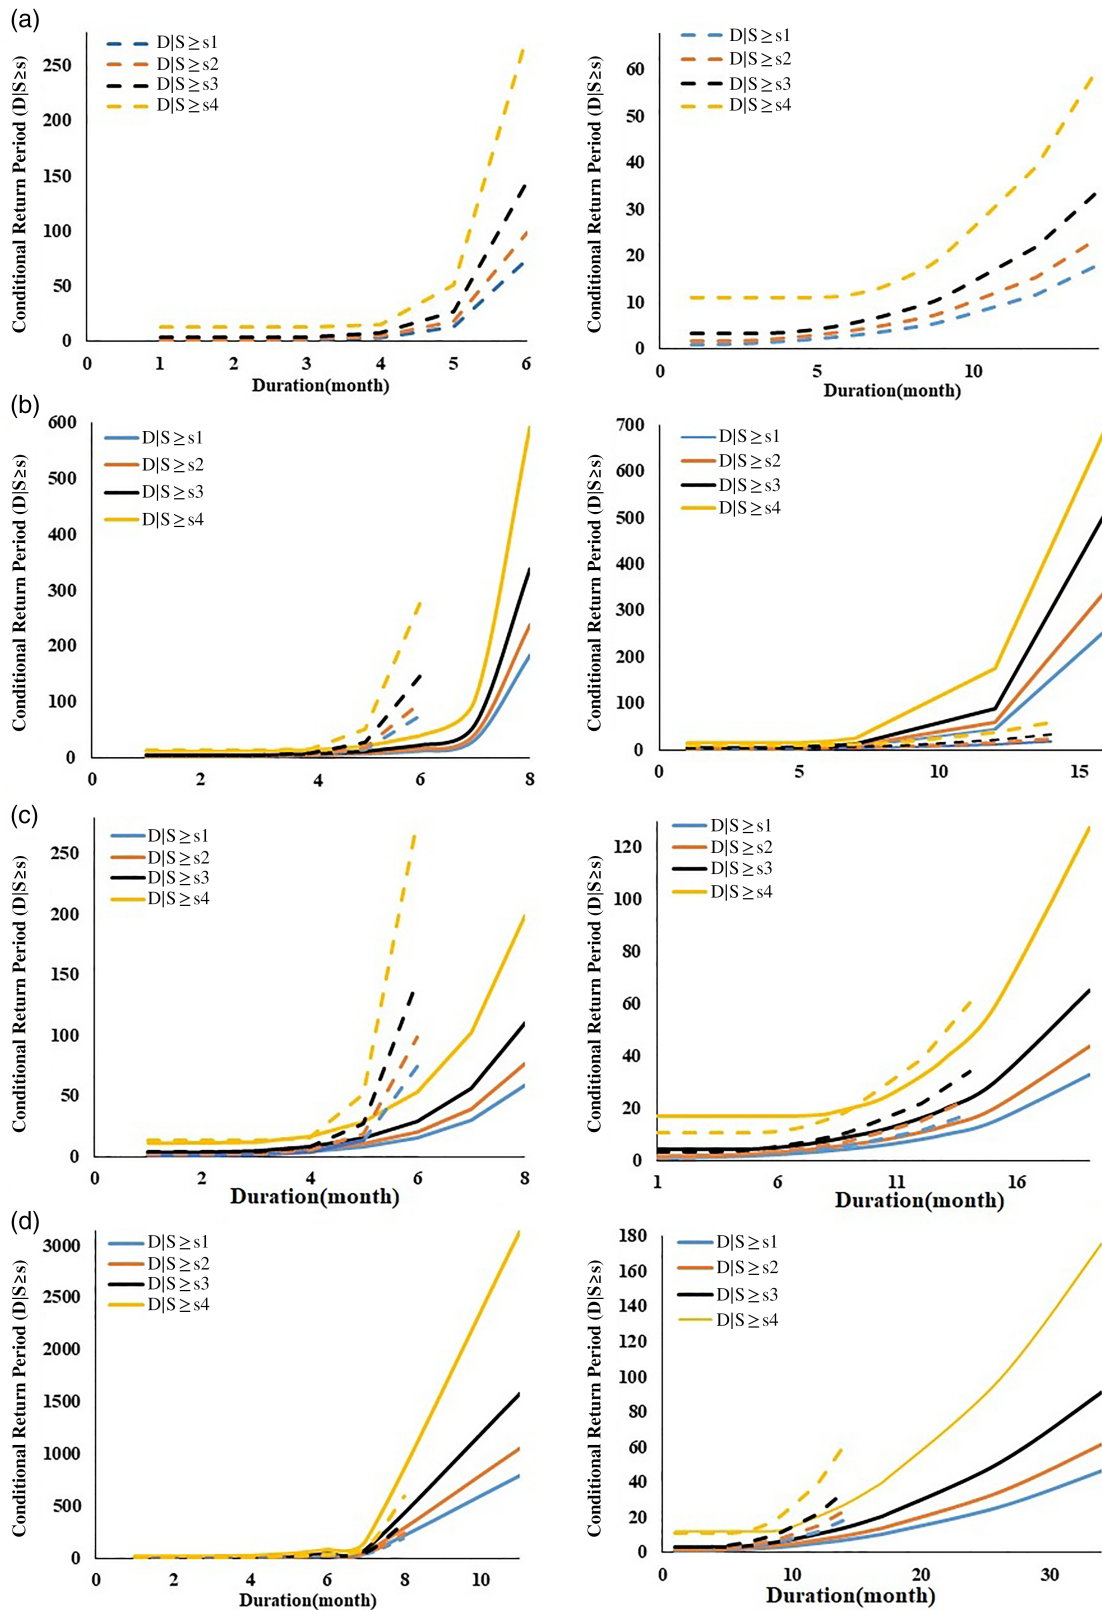 (a)
Conditional Return Period (D|S≥s)
250
200
150
100
50
0
D|S≥s1
D|S≥s2
D|S≥s3
D|S≥s4
0 1 2 3 4 5 6
Duration(month)
Conditional Return Period (D|S≥s)
60
50
40
30
20
10
0
D|S≥s1
D|S≥s2
D|S≥s3
D|S≥s4
5 10
Duration(month)
(b)
Conditional Return Period (D|S≥s)
600
500
400
300
200
100
0
D|S≥s1
D|S≥s2
D|S≥s3
D|S≥s4
0 2 4 6 8
Conditional Return Period (D|S≥s)
700
600
500
400
300
200
100
0
D|S≥s1
D|S≥s2
D|S≥s3
D|S≥s4
0 5 10 15
(c)
Conditional Return Period (D|S≥s)
250
200
150
100
50
0
D|S≥s1
D|S≥s2
D|S≥s3
D|S≥s4
0 2 4 6 8
Duration(month)
Conditional Return Period (D|S≥s)
120
100
80
60
40
20
0
D|S≥s1
D|S≥s2
D|S≥s3
D|S≥s4
1 6 11 16
Duration(month)
(d)
Conditional Return Period (D|S≥s)
3000
2500
2000
1500
1000
500
0
D|S≥s1
D|S≥s2
D|S≥s3
D|S≥s4
0 2 4 6 8 10
Duration(month)
Conditional Return Period (D|S≥s)
180
160
140
120
100
80
60
40
20
0
D|S≥s1
D|S≥s2
D|S≥s3
D|S≥s4
0 10 20 30
Duration(month)